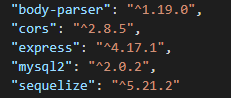 "body-parser": "^1.19.0",
"cors": "^2.8.5",
"express": "^4.17.1",
"mysql2": "^2.0.2",
"sequelize": "^5.21.2"